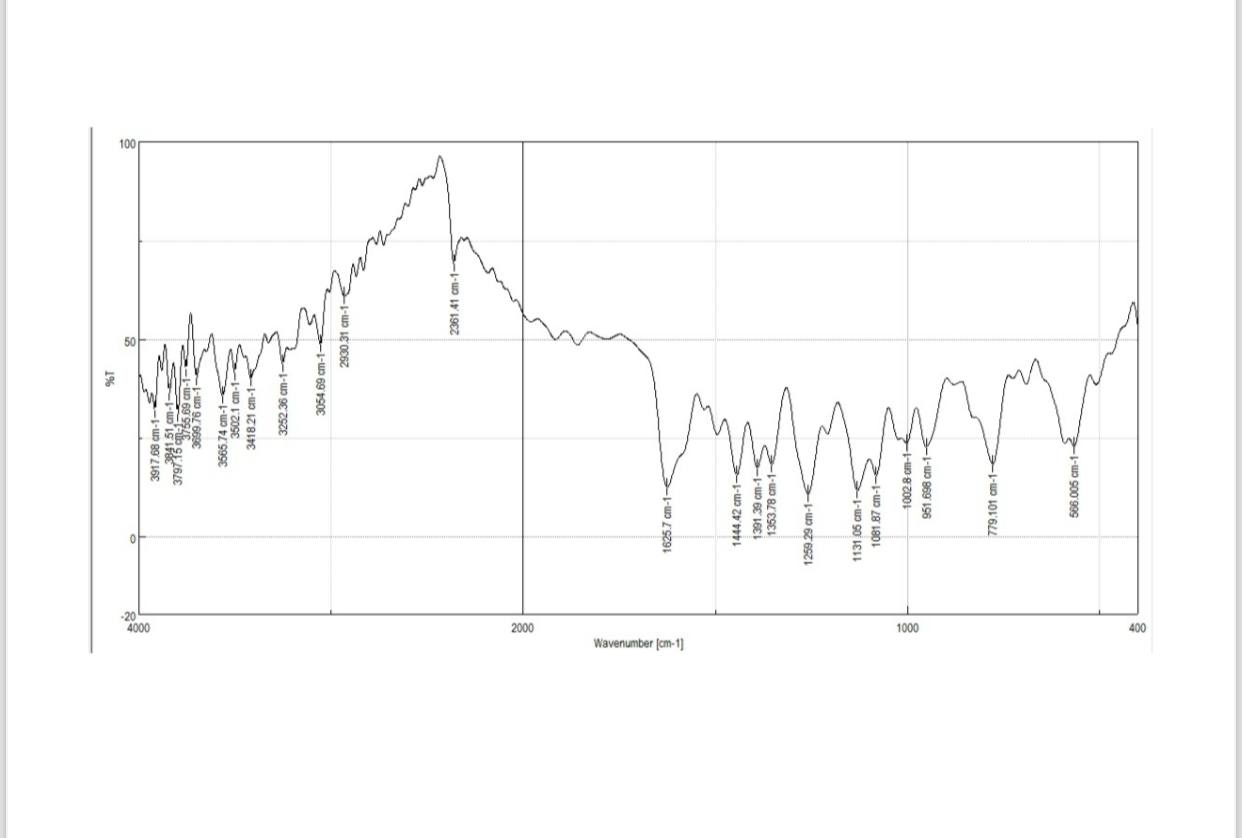 100
50
0
-20
%T
3917.68 cm-1
3841.51 cm-1
3797.15 cm-1
3755.69 cm-1
3699.76 cm-1
3565.74 cm-1
3502.1 cm-1
3418.21 cm-1
3252.36 cm-1
3054.69 cm-1
2930.31 cm-1
2361.41 cm-1
1625.7 cm-1
1444.42 cm-1
1391.39 cm-1
1353.78 cm-1
1259.29 cm-1
1131.05 cm-1
1081.87 cm-1
1002.8 cm-1
951.698 cm-1
779.101 cm-1
566.005 cm-1
4000
2000
1000
400
Wavenumber [cm-1]